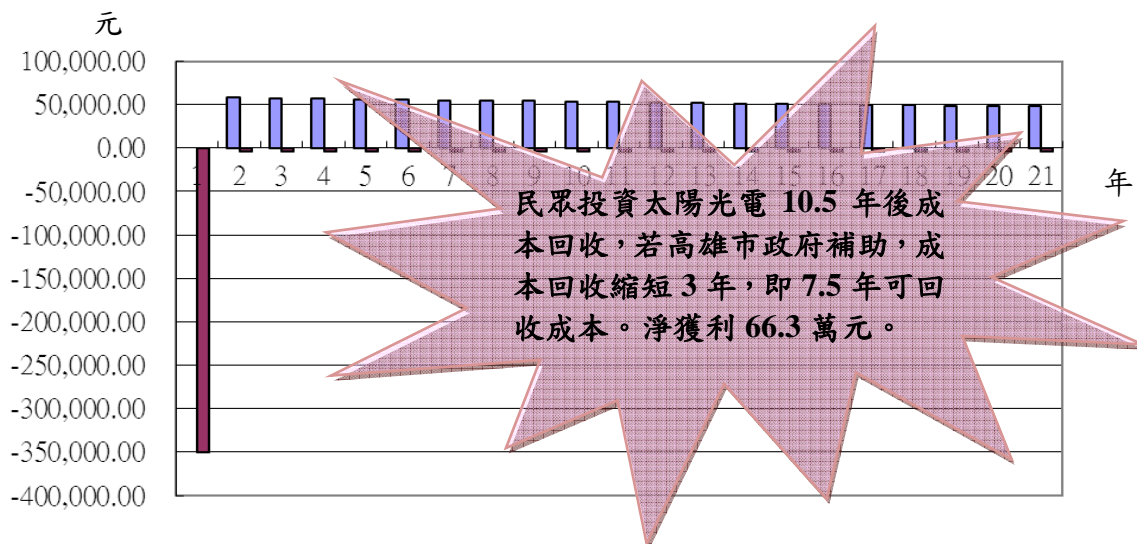 元
100,000.00
50,000.00
0.00
-50,000.00
-100,000.00
-150,000.00
-200,000.00
-250,000.00
-300,000.00
-350,000.00
-400,000.00
1 2 3 4 5 6 7 8 9 10 11 12 13 14 15 16 17 18 19 20 21
年
民眾投資太陽光電 10.5 年後成
本回收，若高雄市政府補助，成
本回收縮短 3 年，即 7.5 年可回
收成本。淨獲利 66.3 萬元。